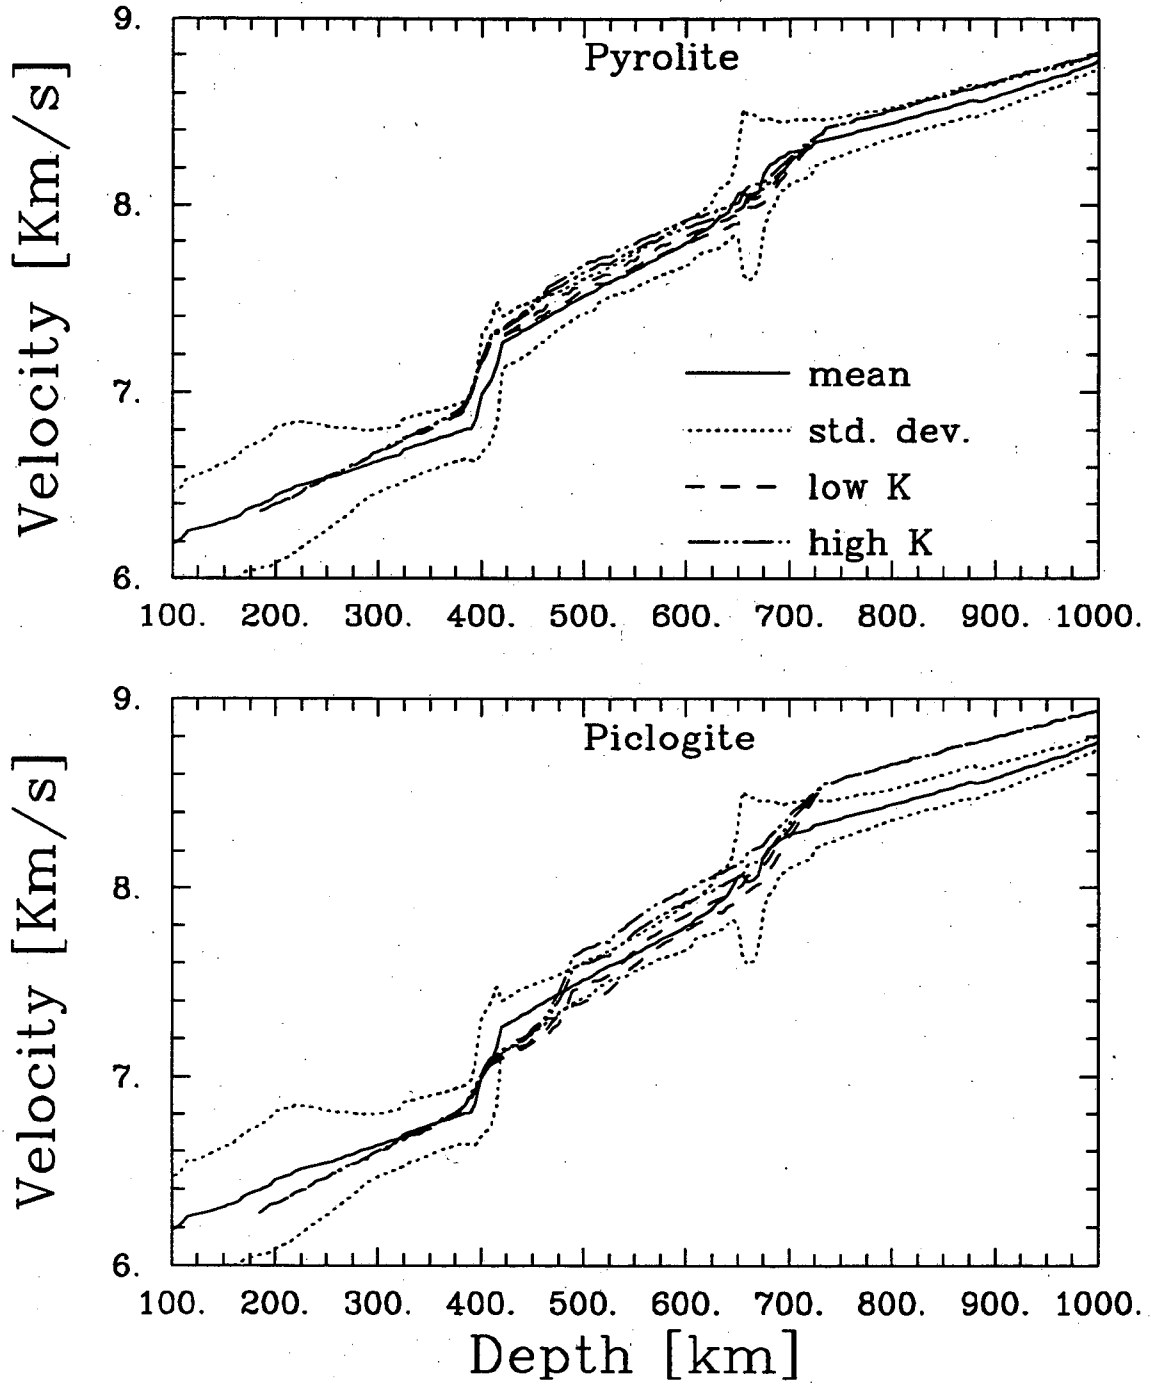 Pyrolite
Velocity [Km/s]
9.
8.
7.
6.
mean
std. dev.
low K
high K
100. 200. 300. 400. 500. 600. 700. 800. 900. 1000.
Piclogite
Velocity [Km/s]
9.
8.
7.
6.
100. 200. 300. 400. 500. 600. 700. 800. 900. 1000.
Depth [km]